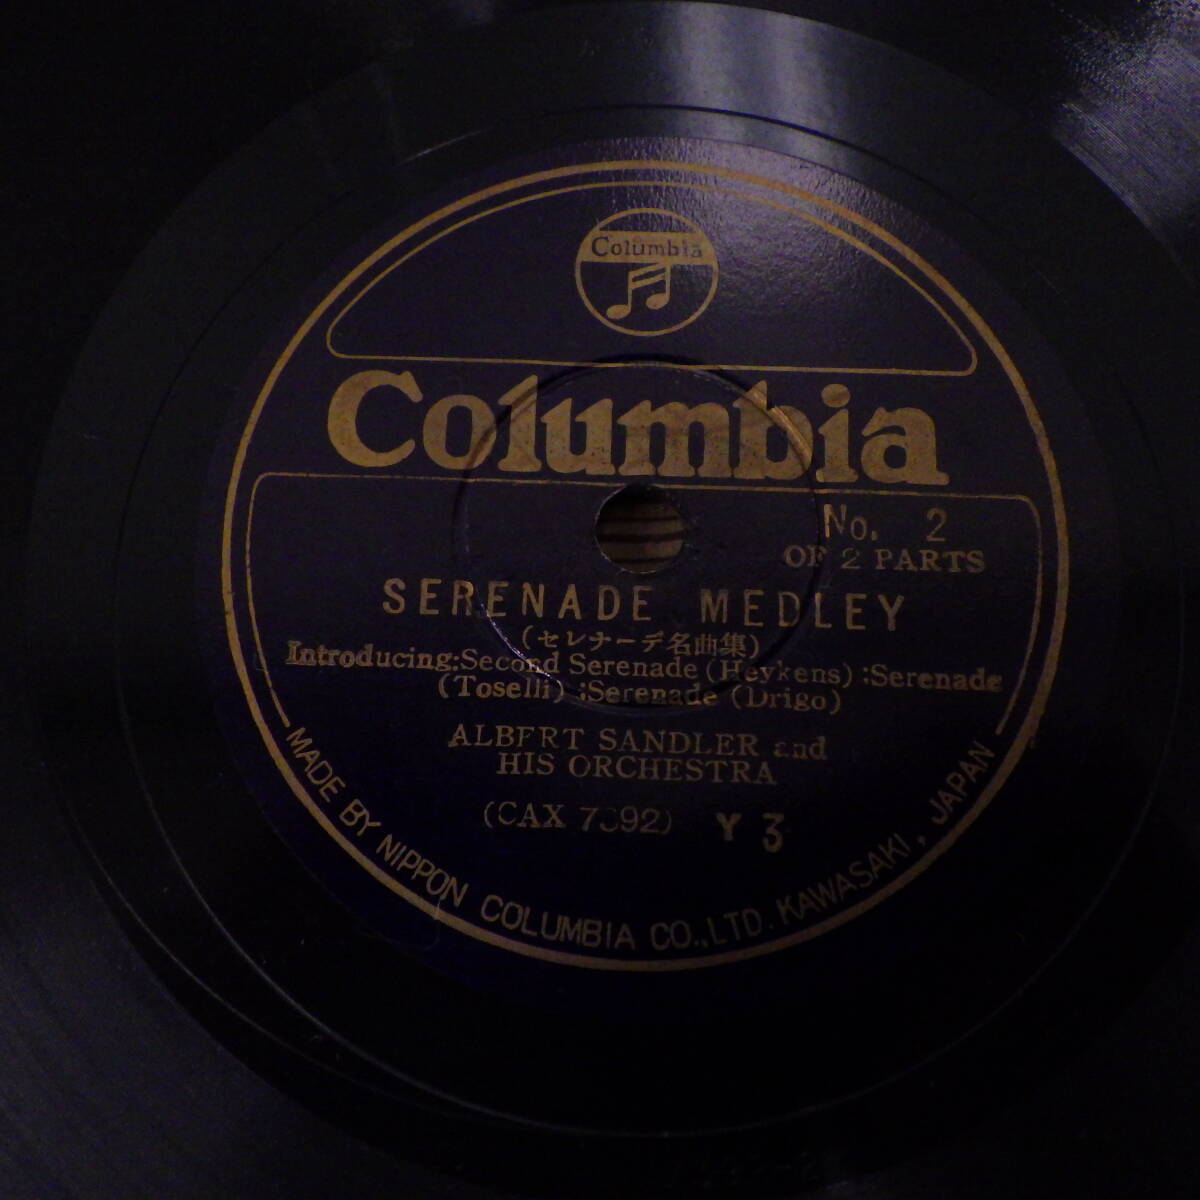 Columbia
Columbia
No. 2
OF 2 PARTS
SERENADE MEDLEY
(セレナーデ名曲集)
Introducing:Second Serenade (Heykens) :Serenade
(Toselli) :Serenade (Drigo)
ALBERT SANDLER and
HIS ORCHESTRA
(CAX Y 3
MADE BY NIPPON COLUMBIA CO.,LTD. KAWASAKI, JAPAN